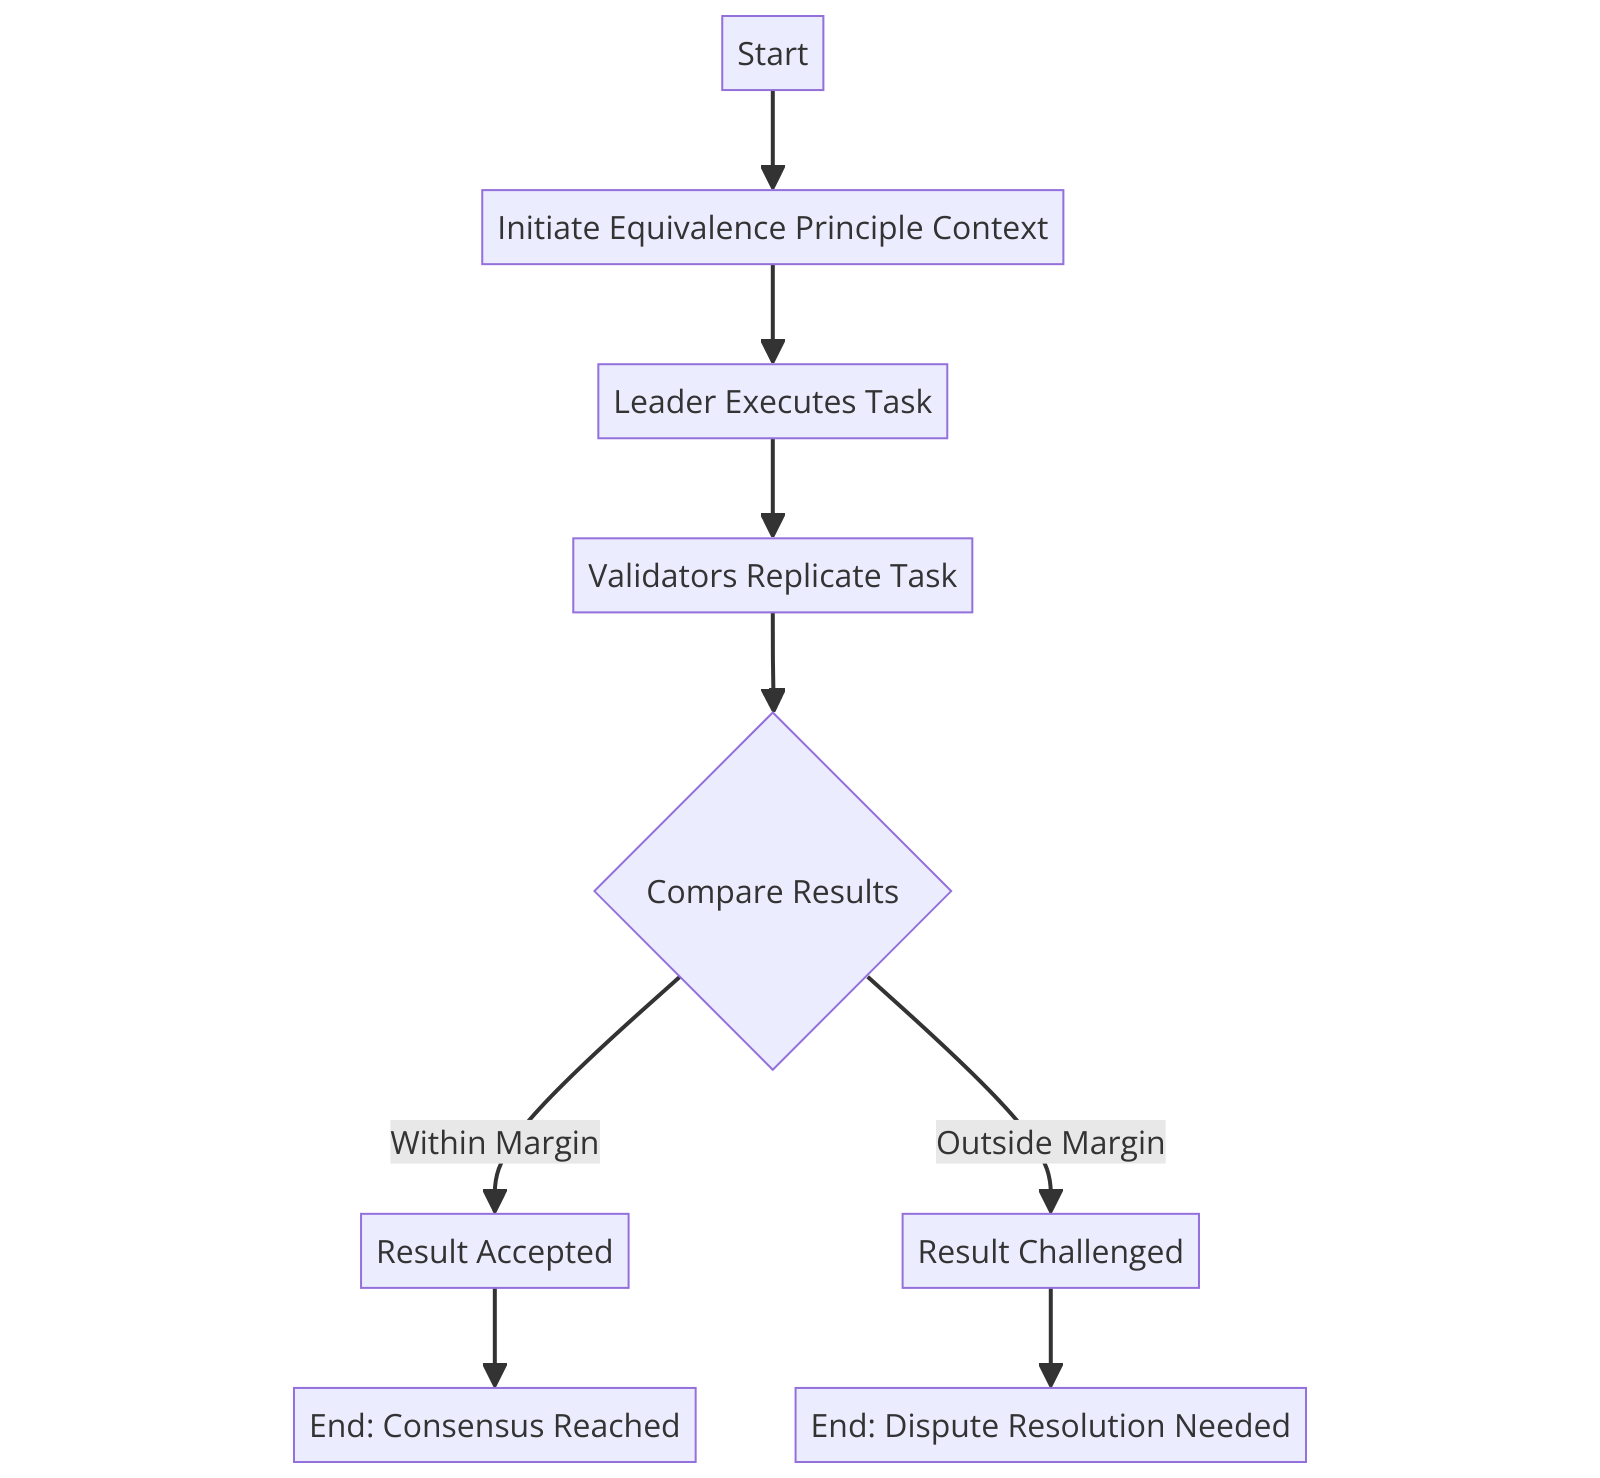 Start
Initiate Equivalence Principle Context
Leader Executes Task
Validators Replicate Task
Compare Results
Within Margin
Outside Margin
Result Accepted
Result Challenged
End: Consensus Reached
End: Dispute Resolution Needed